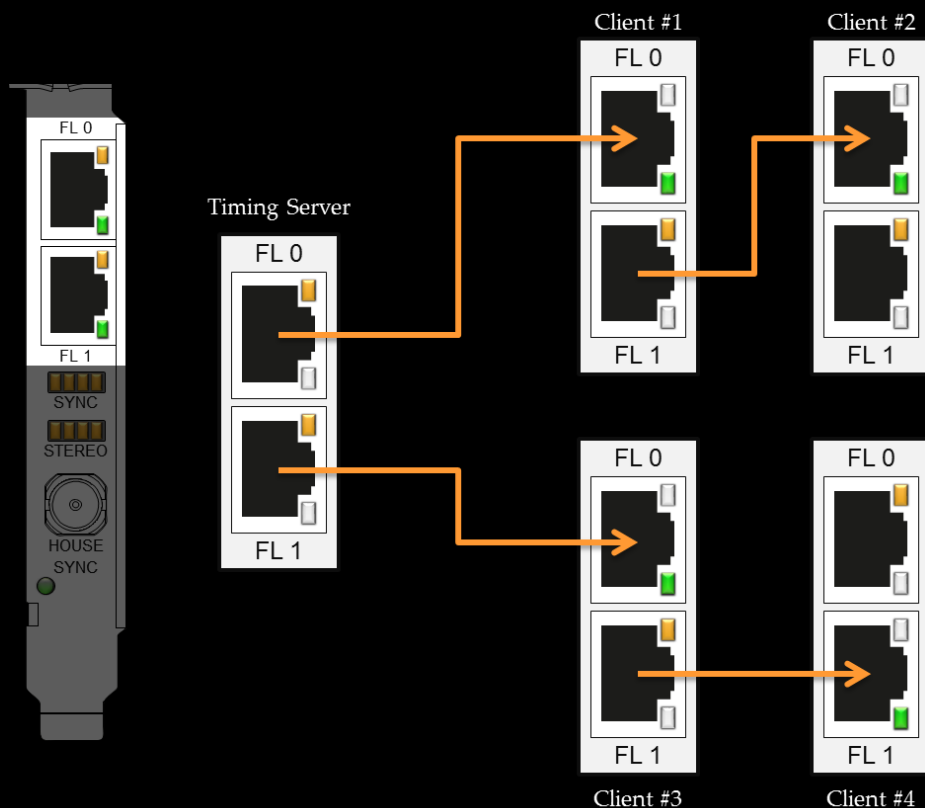 FL 0
FL 1
SYNC
STEREO
HOUSE
SYNC
Timing Server
FL 0
FL 1
Client #1
FL 0
FL 1
Client #2
FL 0
FL 1
FL 0
FL 1
Client #3
FL 0
FL 1
Client #4